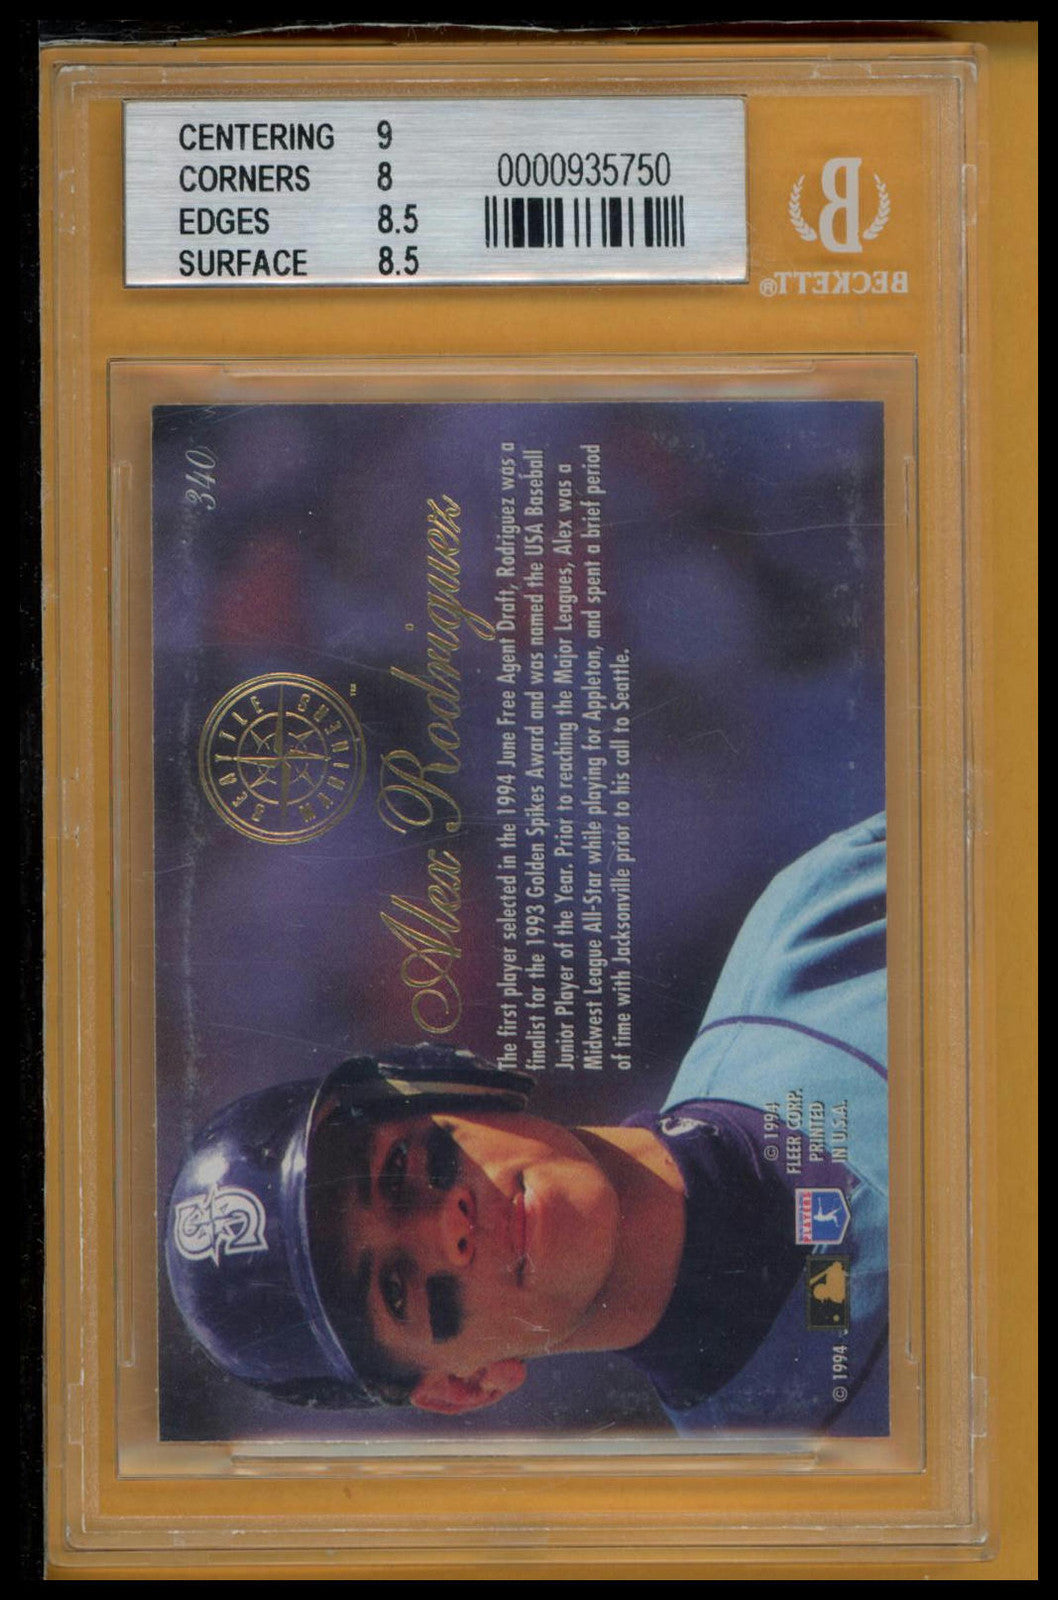 CENTERING 9
CORNERS 8
EDGES 8.5
SURFACE 8.5
0000935750
B
BECKETT®
340
SEATTLE MARINERS™
Alex Rodriguez
The first player selected in the 1994 June Free Agent Draft, Rodriguez was a
finalist for the 1993 Golden Spikes Award and was named the USA Baseball
Junior Player of the Year. Prior to reaching the Major Leagues, Alex was a
Midwest League All-Star while playing for Appleton, and spent a brief period
of time with Jacksonville prior to his call to Seattle.
S
© 1994
FLEER CORP.
PRINTED
IN U.S.A.
PLAYERS
© 1994